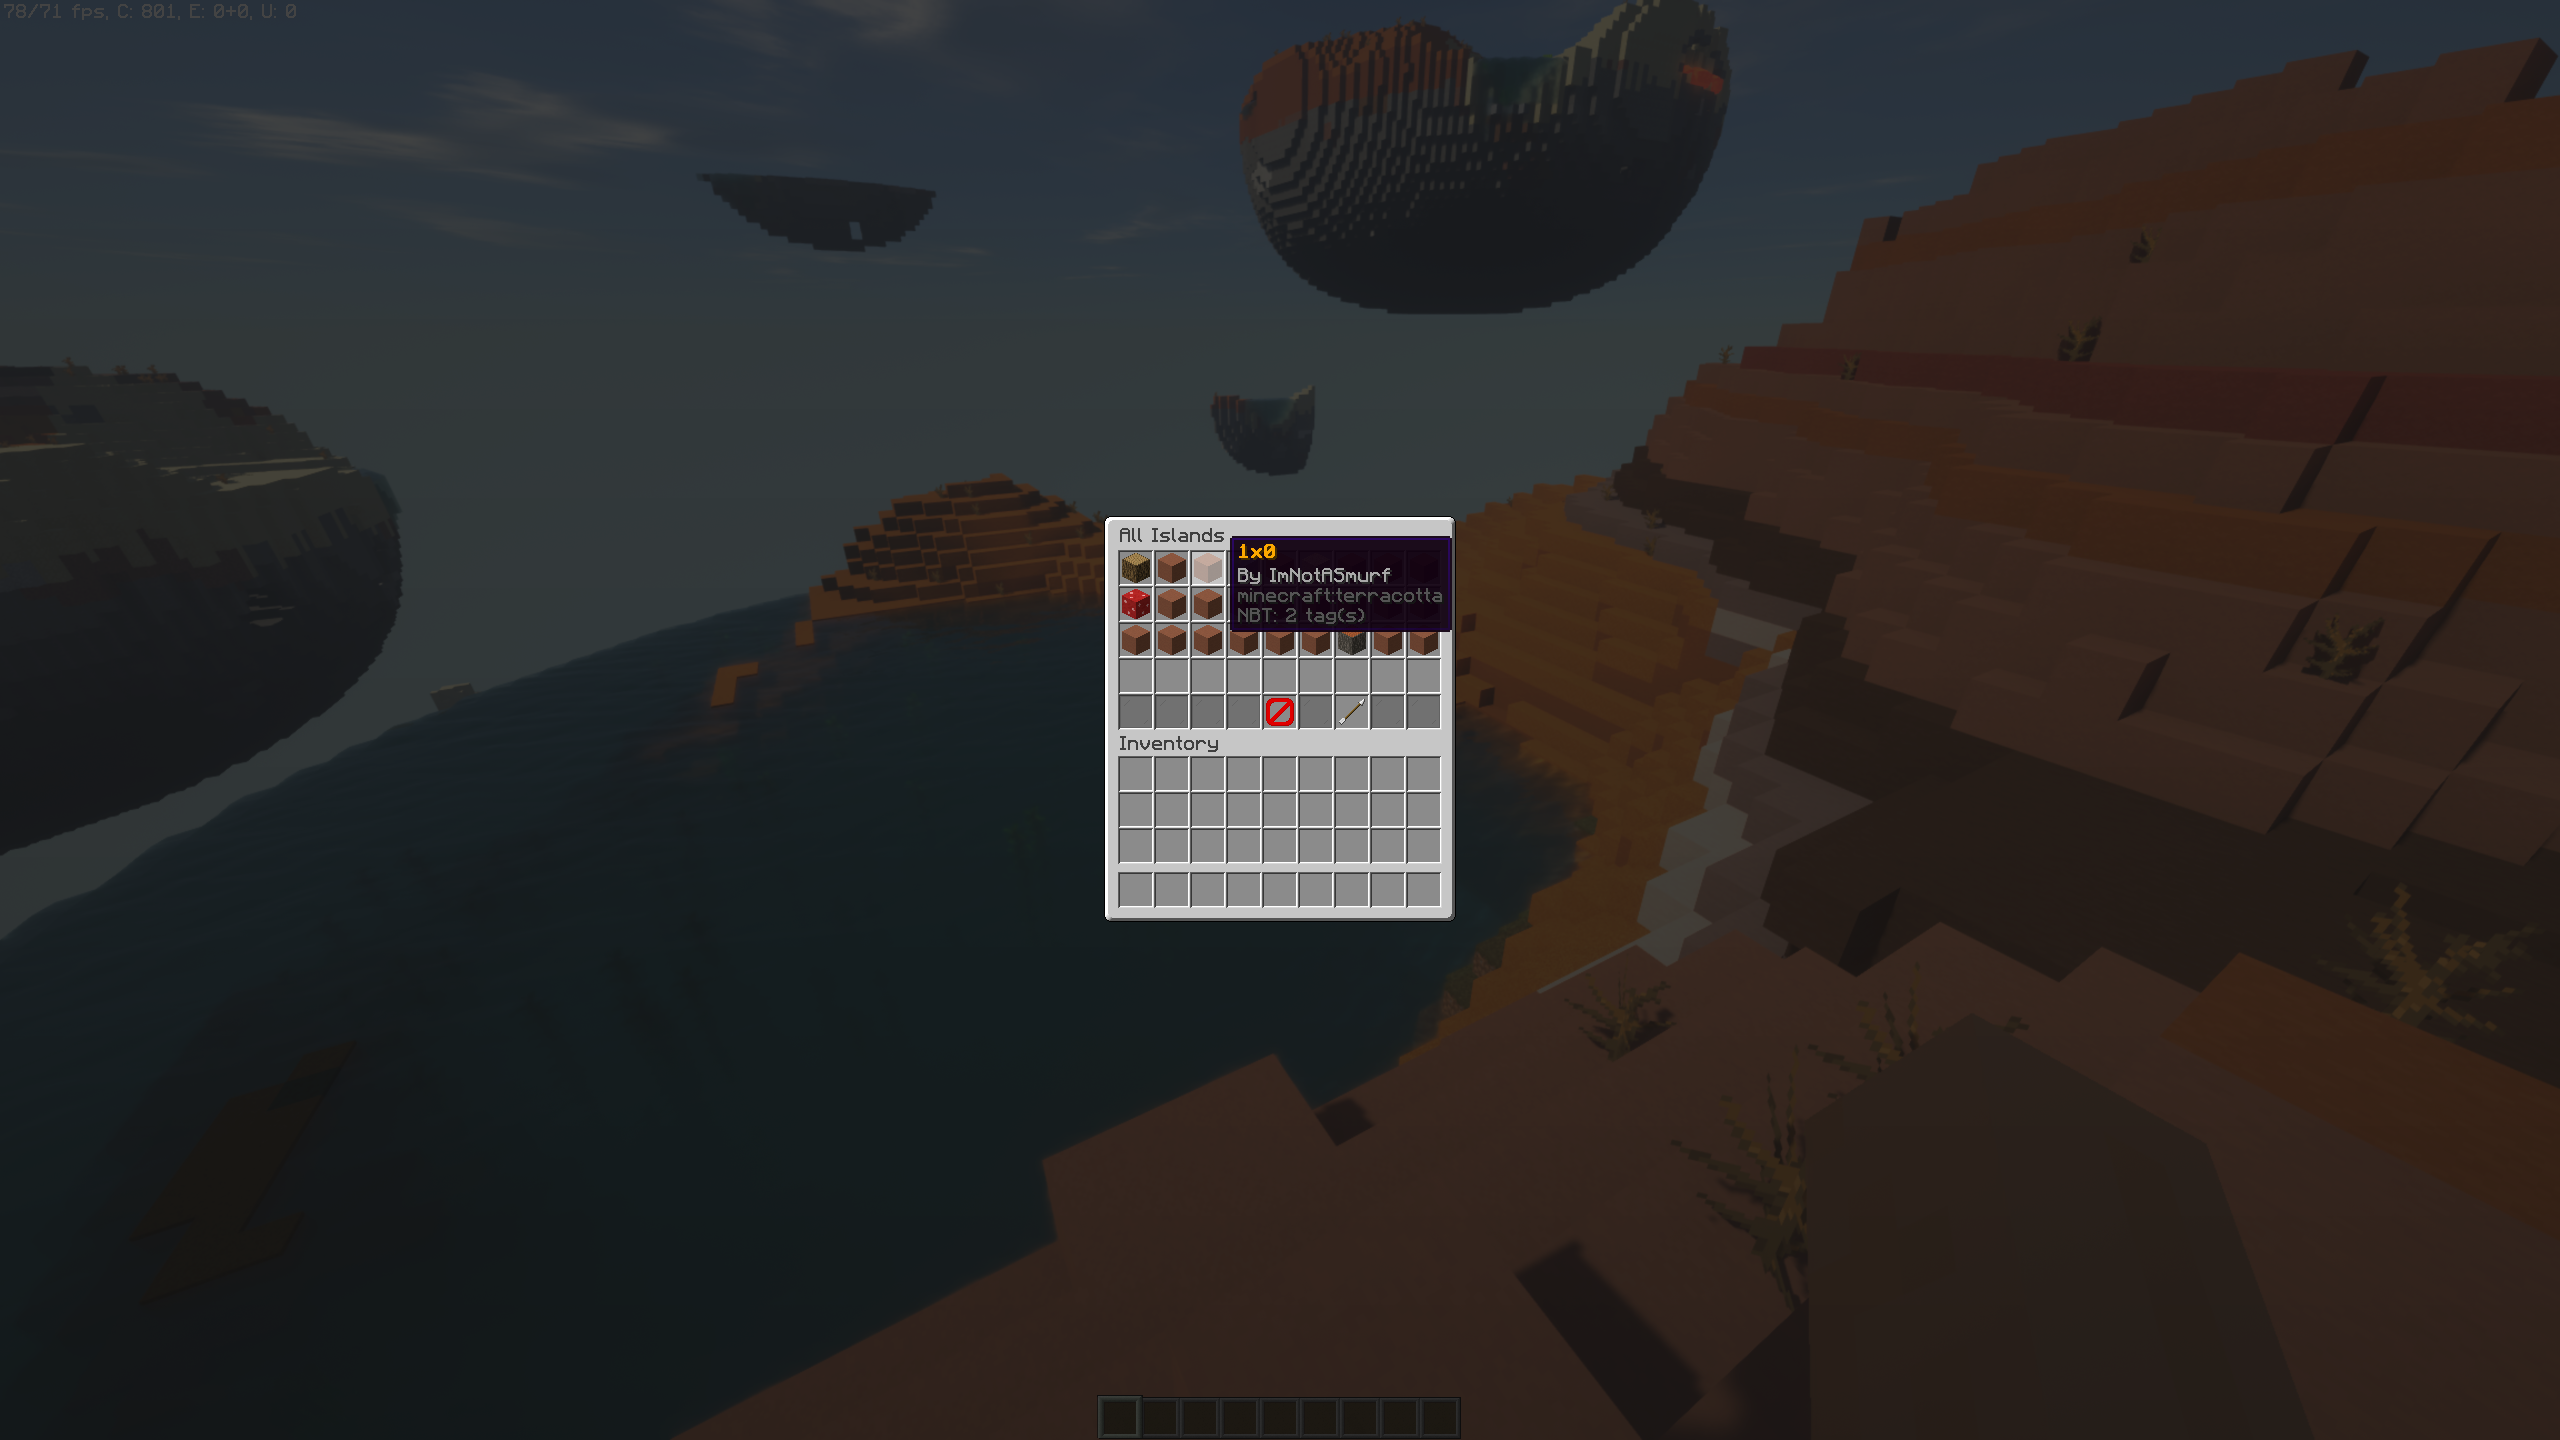 78/71 fps, C: 801, E: 0+0, U: 0
All Islands
1x0
By ImNotASmurf
minecraft:terracotta
NBT: 2 tag(s)
Inventory